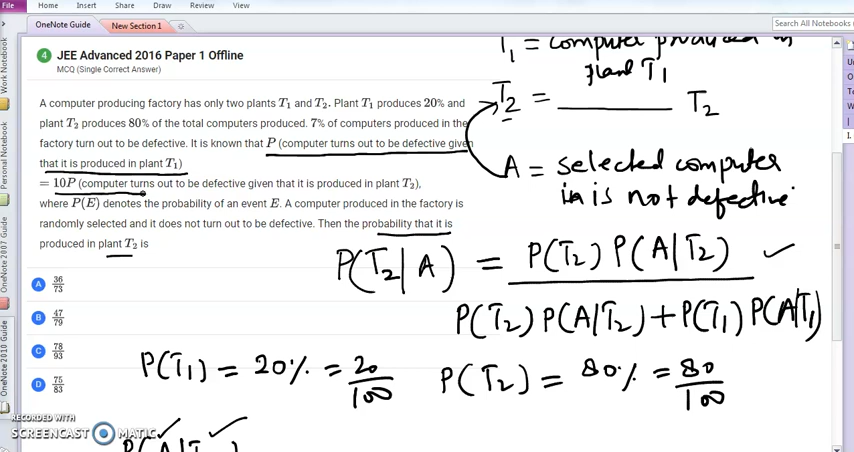 File Home Insert Share Draw Review View
OneNote Guide New Section 1
Search All Notebooks
Work Notebook
Personal Notebook
OneNote 2007 Guide
OneNote 2010 Guide
4 JEE Advanced 2016 Paper 1 Offline
MCQ (Single Correct Answer)
A computer producing factory has only two plants T1 and T2. Plant T1 produces 20% and
plant T2 produces 80% of the total computers produced. 7% of computers produced in the
factory turn out to be defective. It is known that P (computer turns out to be defective given
that it is produced in plant T1)
= 10P (computer turns out to be defective given that it is produced in plant T2),
where P(E) denotes the probability of an event E. A computer produced in the factory is
randomly selected and it does not turn out to be defective. Then the probability that it is
produced in plant T2 is
A 36/73
B 47/79
C 78/93
D 75/83
T1 = computer produced in
plant T1
T2 = ________ T2
A = selected computer
is not defective
P(T2|A) = P(T2) P(A|T2) / P(T2) P(A|T2) + P(T1) P(A|T1) ✓
P(T1) = 20% = 20/100
P(T2) = 80% = 80/100
RECORDED WITH
SCREENCAST MATIC